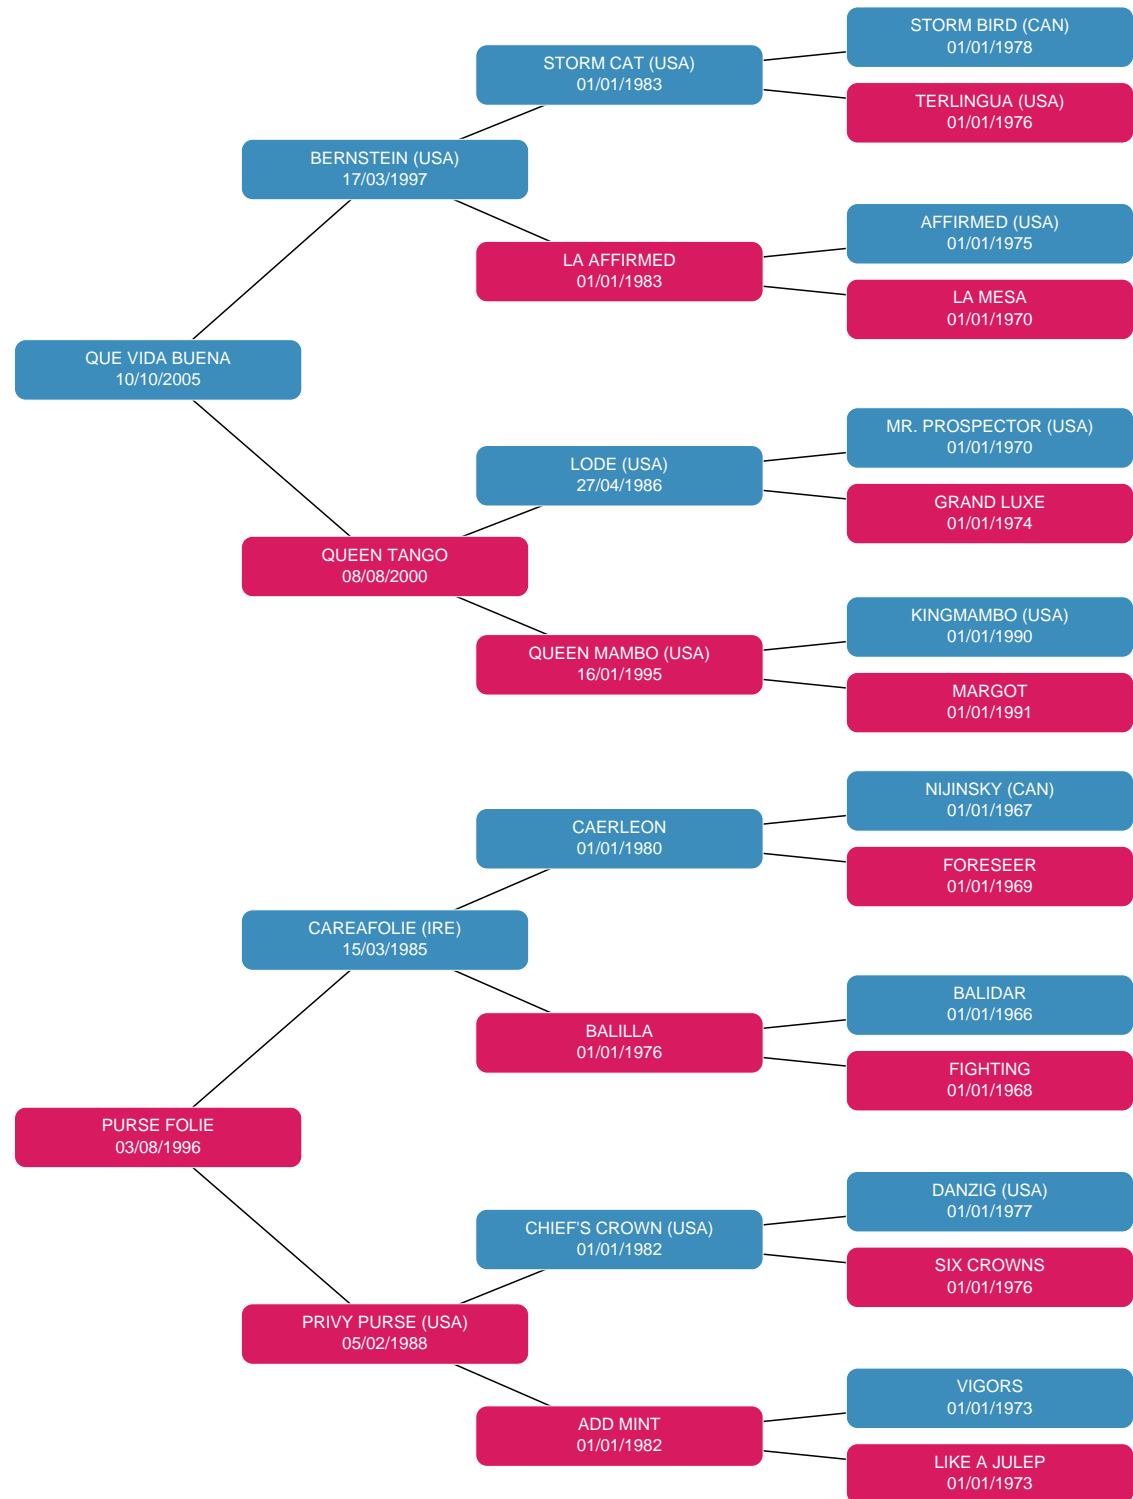 STORM BIRD (CAN)
01/01/1978
STORM CAT (USA)
01/01/1983
TERLINGUA (USA)
01/01/1976
BERNSTEIN (USA)
17/03/1997
AFFIRMED (USA)
01/01/1975
LA AFFIRMED
01/01/1983
LA MESA
01/01/1970
QUE VIDA BUENA
10/10/2005
MR. PROSPECTOR (USA)
01/01/1970
LODE (USA)
27/04/1986
GRAND LUXE
01/01/1974
QUEEN TANGO
08/08/2000
KINGMAMBO (USA)
01/01/1990
QUEEN MAMBO (USA)
16/01/1995
MARGOT
01/01/1991
NIJINSKY (CAN)
01/01/1967
CAERLEON
01/01/1980
FORESEER
01/01/1969
CAREAFOLIE (IRE)
15/03/1985
BALIDAR
01/01/1966
BALILLA
01/01/1976
FIGHTING
01/01/1968
PURSE FOLIE
03/08/1996
DANZIG (USA)
01/01/1977
CHIEF'S CROWN (USA)
01/01/1982
SIX CROWNS
01/01/1976
PRIVY PURSE (USA)
05/02/1988
VIGORS
01/01/1973
ADD MINT
01/01/1982
LIKE A JULEP
01/01/1973